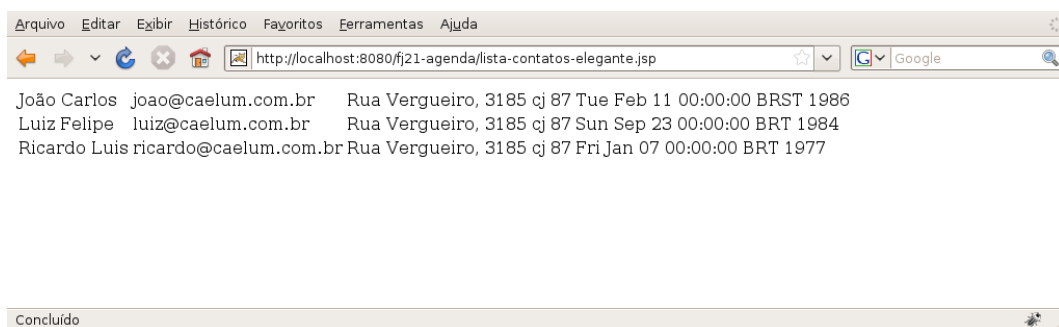 Arquivo Editar Exibir Histórico Favoritos Ferramentas Ajuda
http://localhost:8080/fj21-agenda/lista-contatos-elegante.jsp G Google
João Carlos joao@caelum.com.br Rua Vergueiro, 3185 cj 87 Tue Feb 11 00:00:00 BRST 1986
Luiz Felipe luiz@caelum.com.br Rua Vergueiro, 3185 cj 87 Sun Sep 23 00:00:00 BRT 1984
Ricardo Luis ricardo@caelum.com.br Rua Vergueiro, 3185 cj 87 Fri Jan 07 00:00:00 BRT 1977
Concluído